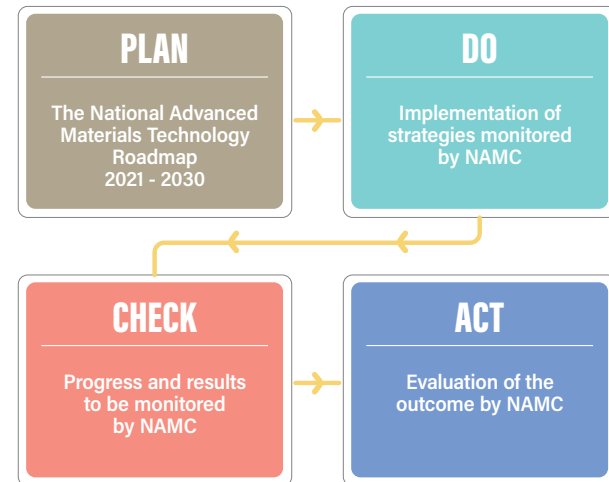 PLAN
The National Advanced
Materials Technology
Roadmap
2021 - 2030
DO
Implementation of
strategies monitored
by NAMC
CHECK
Progress and results
to be monitored
by NAMC
ACT
Evaluation of the
outcome by NAMC